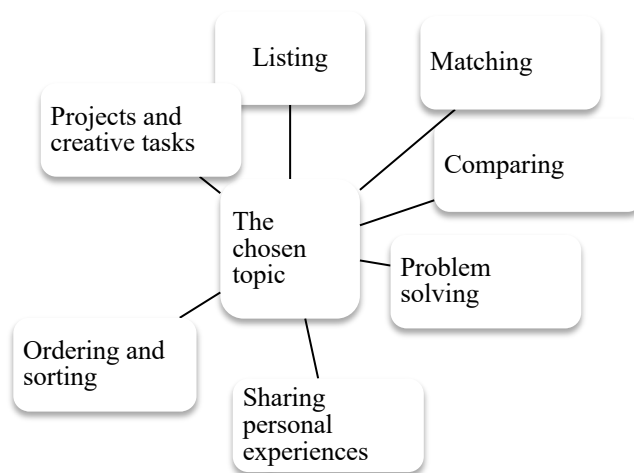 Listing
Matching
Projects and
creative tasks
Comparing
The
chosen
topic
Problem
solving
Ordering and
sorting
Sharing
personal
experiences